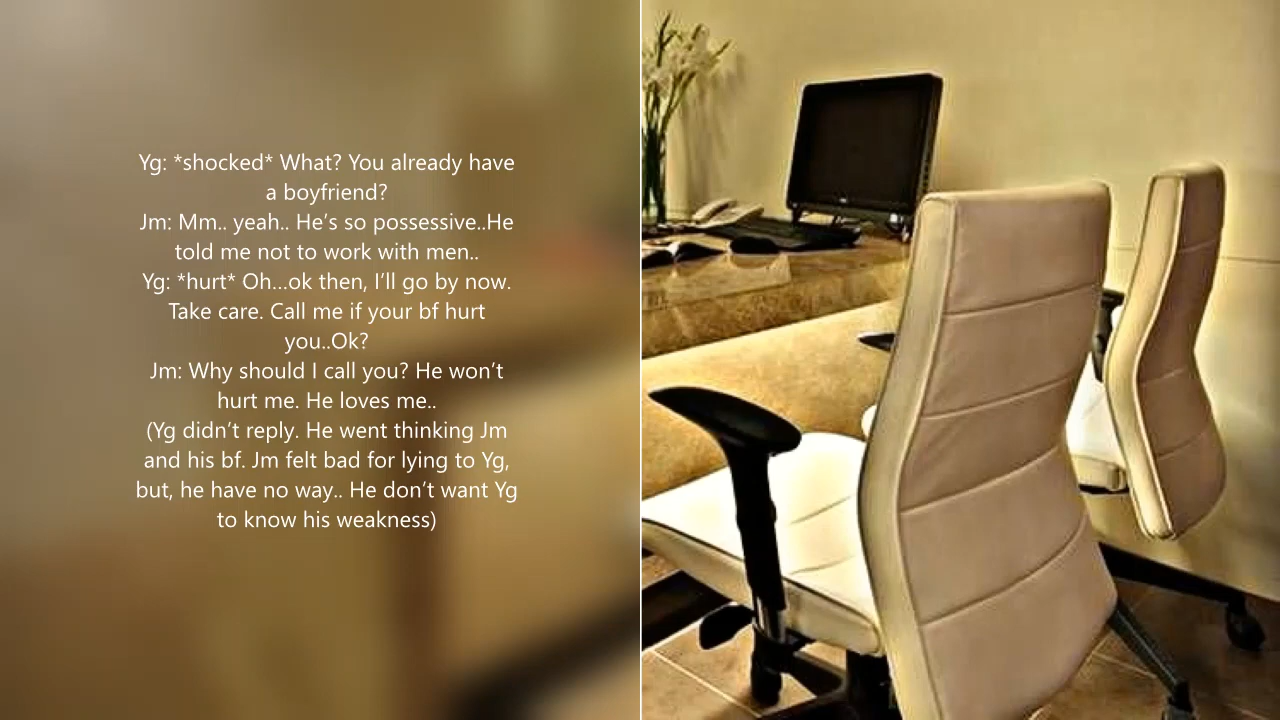 Yg: *shocked* What? You already have
a boyfriend?
Jm: Mm.. yeah.. He’s so possessive..He
told me not to work with men..
Yg: *hurt* Oh...ok then, I’ll go by now.
Take care. Call me if your bf hurt
you..Ok?
Jm: Why should I call you? He won’t
hurt me. He loves me..
(Yg didn’t reply. He went thinking Jm
and his bf. Jm felt bad for lying to Yg,
but, he have no way.. He don’t want Yg
to know his weakness)